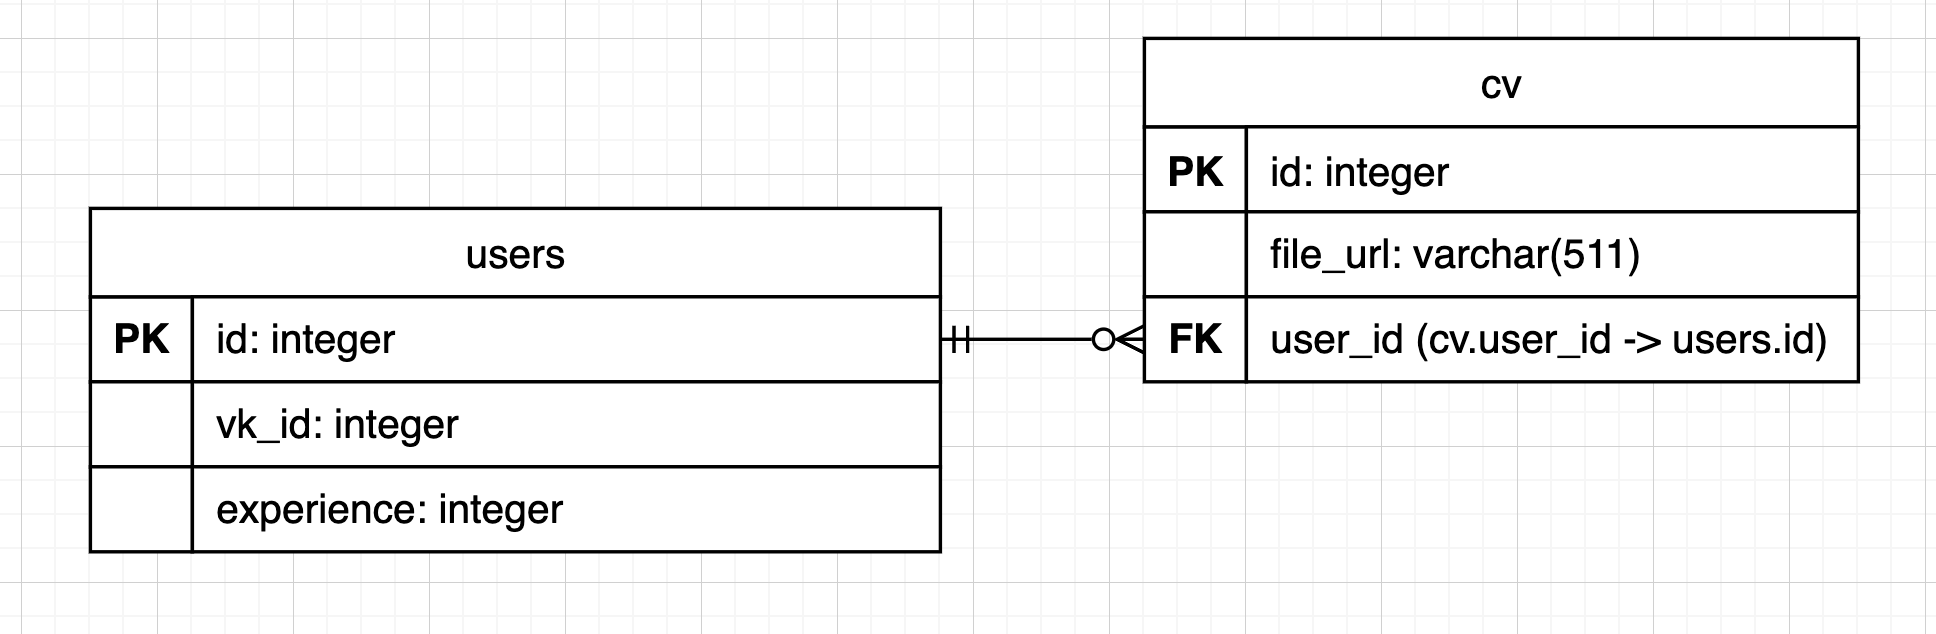 users
PK id: integer
vk_id: integer
experience: integer
cv
PK id: integer
file_url: varchar(511)
FK user_id (cv.user_id -> users.id)